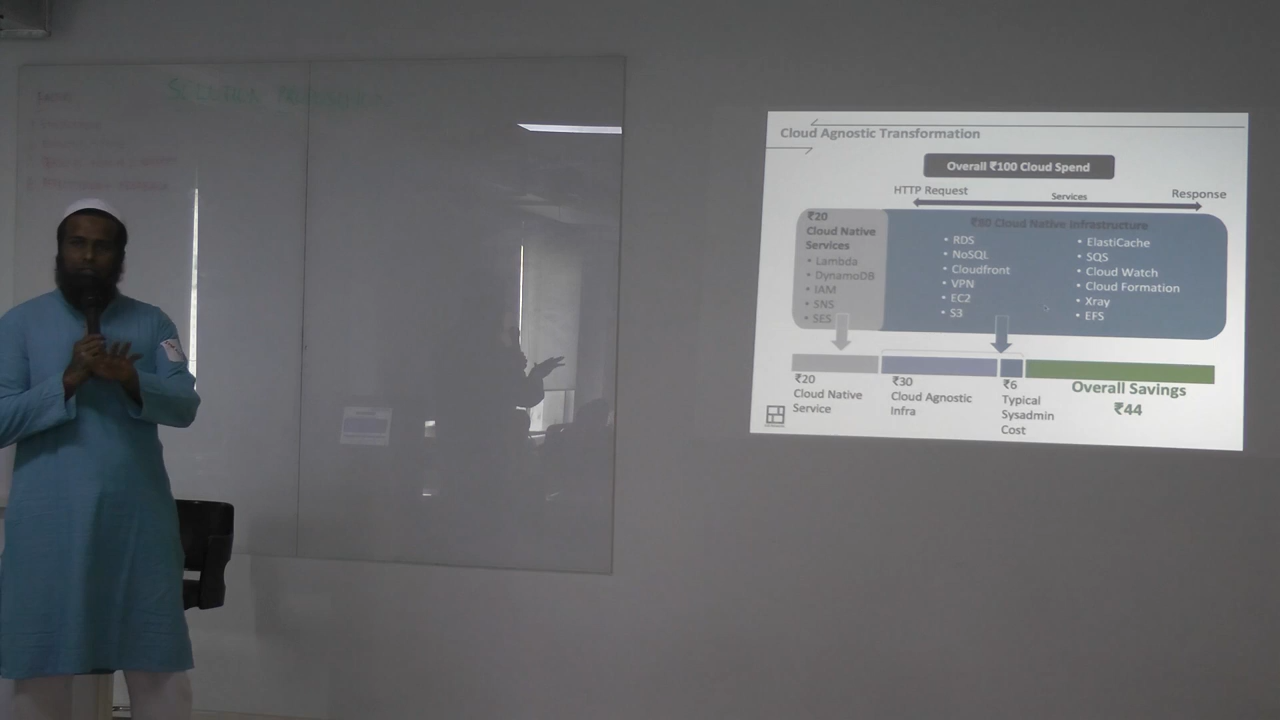 Cloud Agnostic Transformation
Overall ₹100 Cloud Spend
HTTP Request
Services
Response
₹20
Cloud Native
Services
• Lambda
• DynamoDB
• IAM
• SNS
• SES
₹80 Cloud Native Infrastructure
• RDS
• NoSQL
• Cloudfront
• VPN
• EC2
• S3
• ElastiCache
• SQS
• Cloud Watch
• Cloud Formation
• Xray
• EFS
₹20
Cloud Native
Service
₹30
Cloud Agnostic
Infra
₹6
Typical
Sysadmin
Cost
Overall Savings
₹44